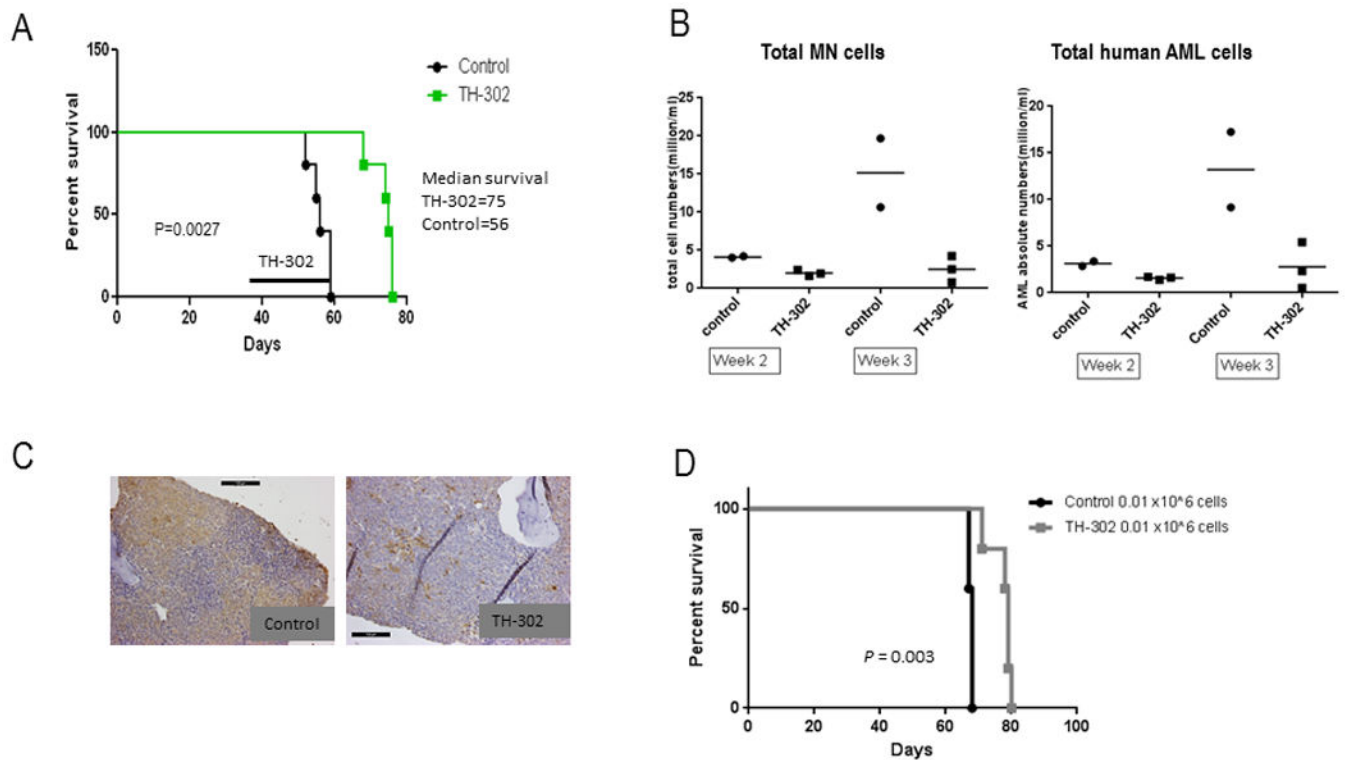 A
150
100
50
0
Percent survival
0 20 40 60 80
Days
Control
TH-302
P=0.0027
TH-302
Median survival
TH-302=75
Control=56
B
Total MN cells
25
20
15
10
5
0
total cell numbers(million/ml)
control TH-302 control TH-302
Week 2 Week 3
Total human AML cells
20
15
10
5
0
AML absolute numbers(million/ml)
control TH-302 Control TH-302
Week 2 Week 3
C
Control
TH-302
D
100
50
0
Percent survival
0 20 40 60 80 100
Days
Control 0.01 x10^6 cells
TH-302 0.01 x10^6 cells
P = 0.003